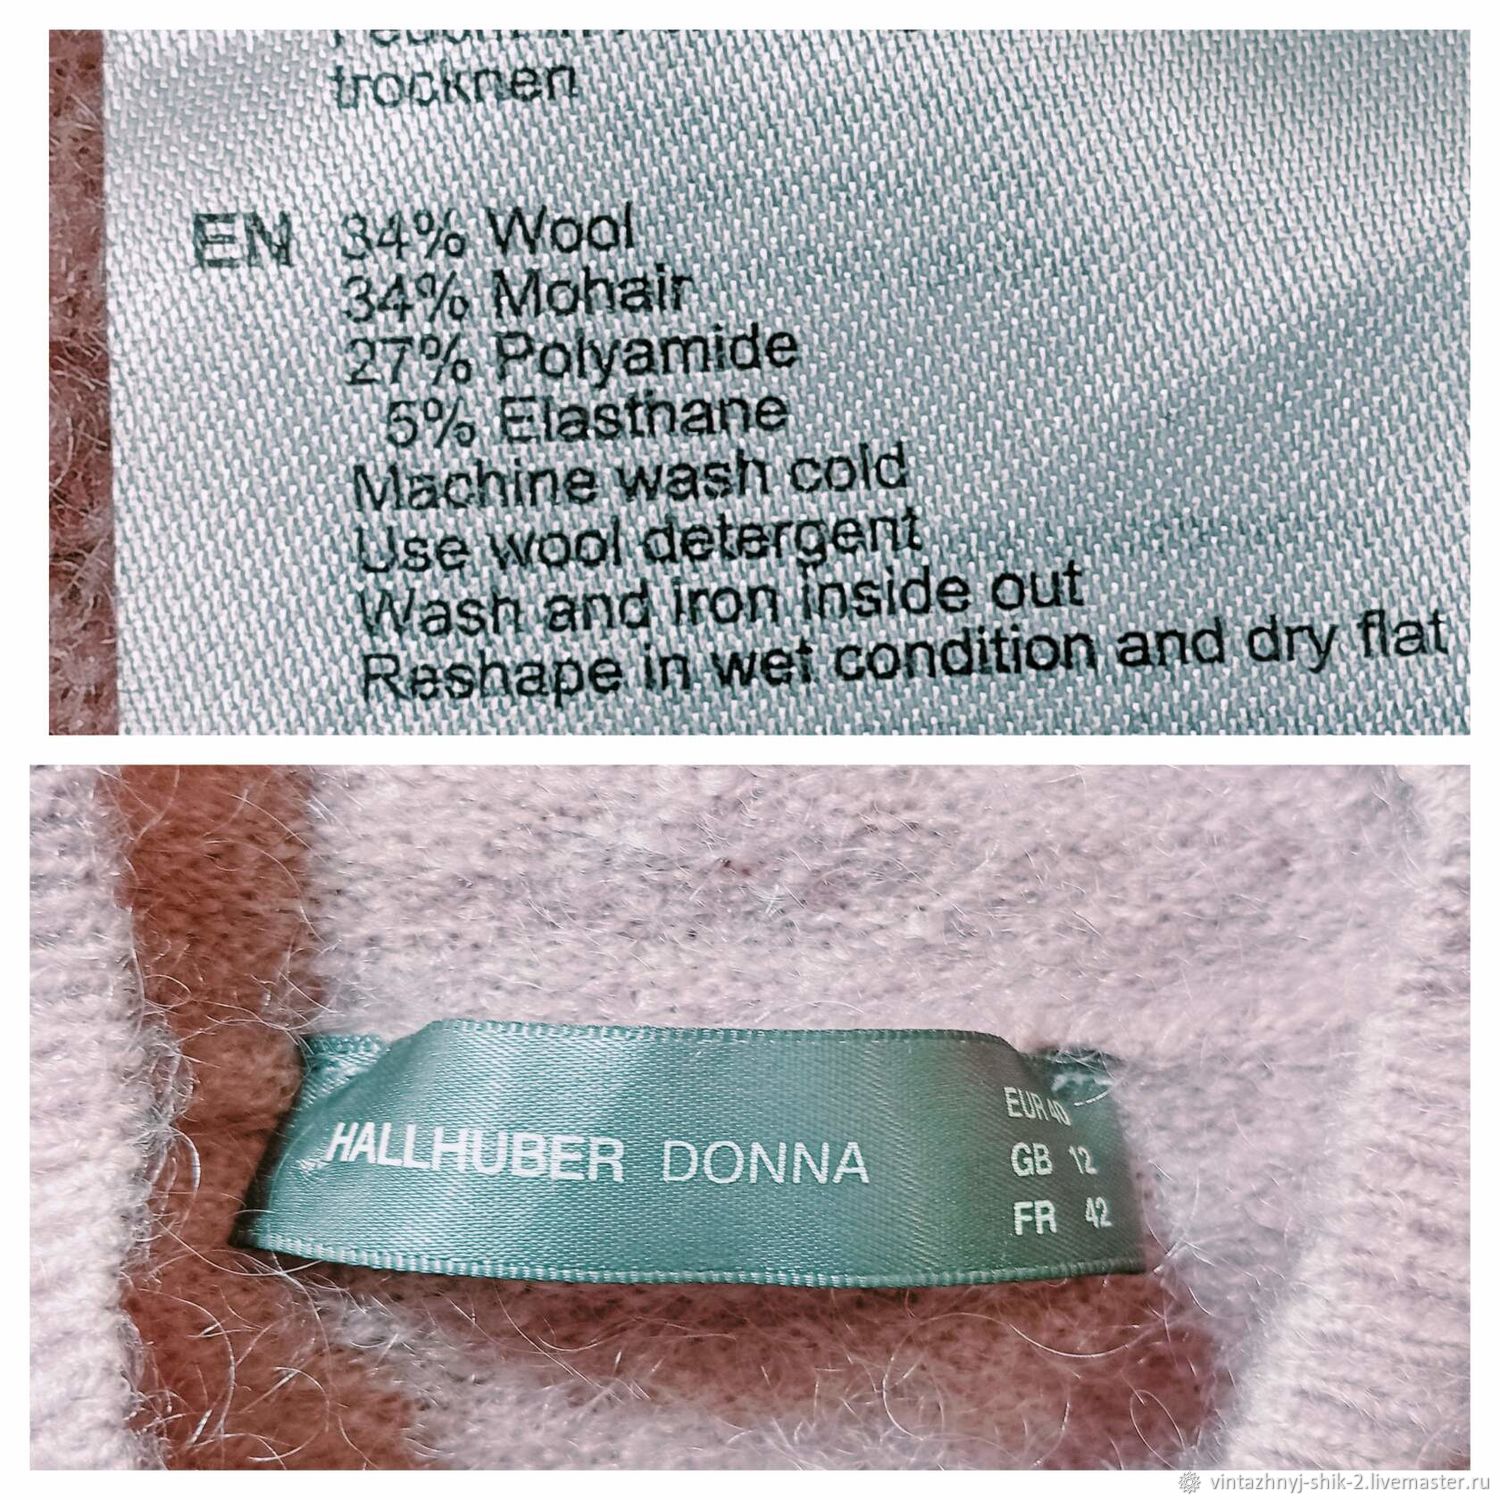 trocknen
EN 34% Wool
34% Mohair
27% Polyamide
5% Elasthane
Machine wash cold
Use wool detergent
Wash and iron inside out
Reshape in wet condition and dry flat
HALLHUBER DONNA
EUR 40
GB 12
FR 42
vintazhnyj-shik-2.livemaster.ru